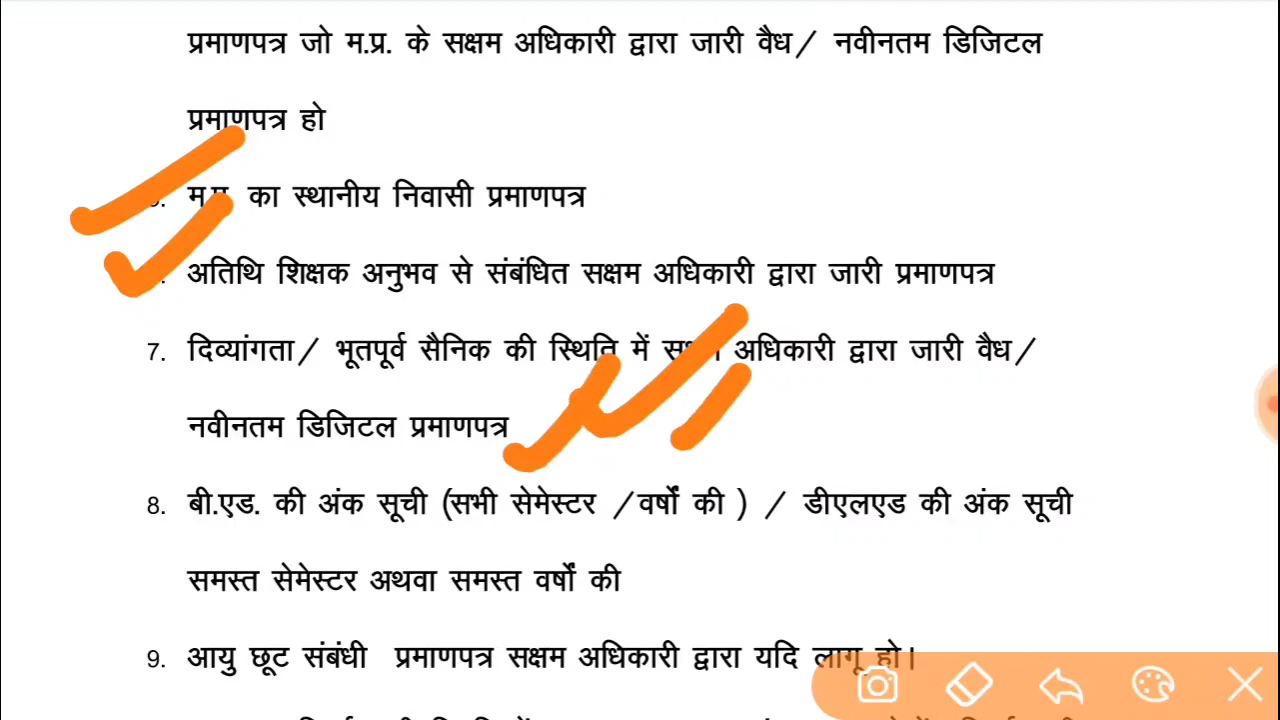 प्रमाणपत्र जो म.प्र. के सक्षम अधिकारी द्वारा जारी वैध/ नवीनतम डिजिटल
प्रमाणपत्र हो
का स्थानीय निवासी प्रमाणपत्र
अतिथि शिक्षक अनुभव से संबंधित सक्षम अधिकारी द्वारा जारी प्रमाणपत्र
7. दिव्यांगता/ भूतपूर्व सैनिक की स्थिति में अधिकारी द्वारा जारी वैध/
नवीनतम डिजिटल प्रमाणपत्र
8. बी.एड. की अंक सूची (सभी सेमेस्टर /वर्षों की ) / डीएलएड की अंक सूची
समस्त सेमेस्टर अथवा समस्त वर्षों की
9. आयु छूट संबंधी प्रमाणपत्र सक्षम अधिकारी द्वारा यदि लागू हो।